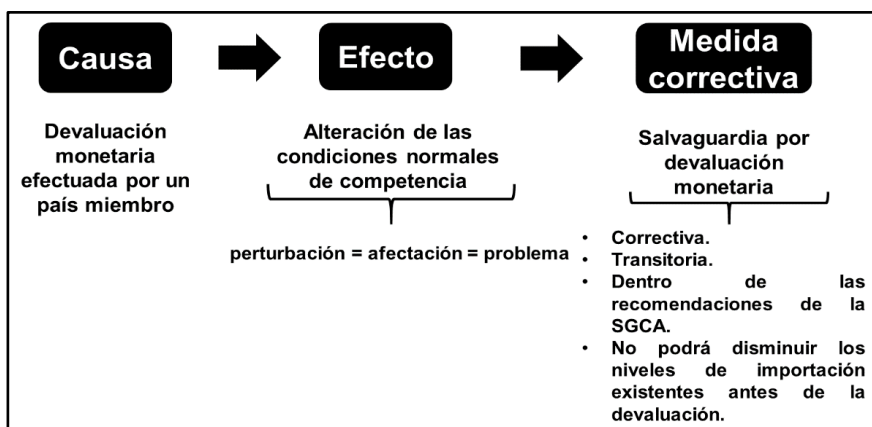 Causa
Devaluación
monetaria
efectuada por un
país miembro
Efecto
Alteración de las
condiciones normales
de competencia
perturbación = afectación = problema
Medida
correctiva
Salvaguardia por
devaluación
monetaria
• Correctiva.
• Transitoria.
• Dentro de las
recomendaciones de la
SGCA.
• No podrá disminuir los
niveles de importación
existentes antes de la
devaluación.